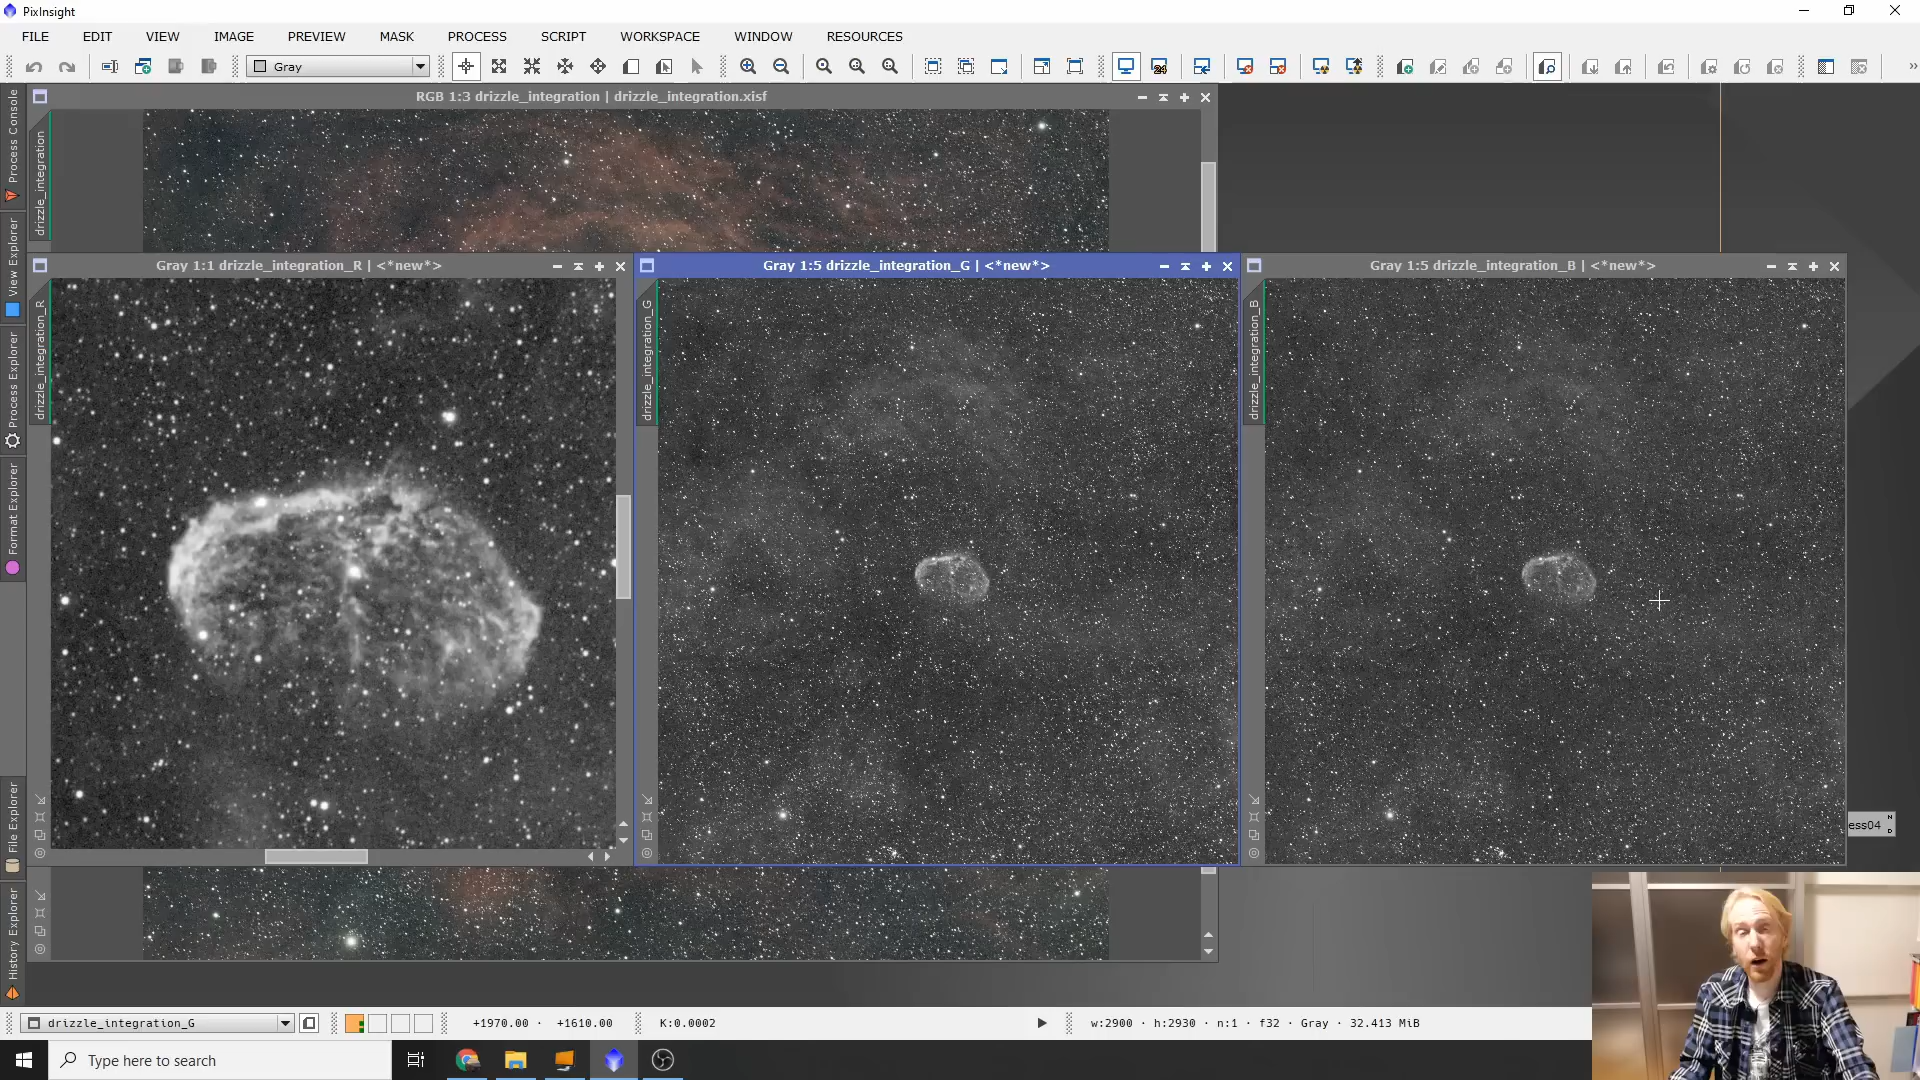 PixInsight
FILE EDIT VIEW IMAGE PREVIEW MASK PROCESS SCRIPT WORKSPACE WINDOW RESOURCES
Gray
24
RGB 1:3 drizzle_integration | drizzle_integration.xisf
drizzle_integration
Gray 1:1 drizzle_integration_R | <*new*>
Gray 1:5 drizzle_integration_G | <*new*>
Gray 1:5 drizzle_integration_B | <*new*>
drizzle_integration_R
drizzle_integration_G
drizzle_integration_B
Process Console
View Explorer
Process Explorer
Format Explorer
File Explorer
History Explorer
ess04
drizzle_integration_G
+1970.00 · +1610.00
K:0.0002
w:2900 · h:2930 · n:1 · f32 · Gray · 32.413 MiB
Type here to search